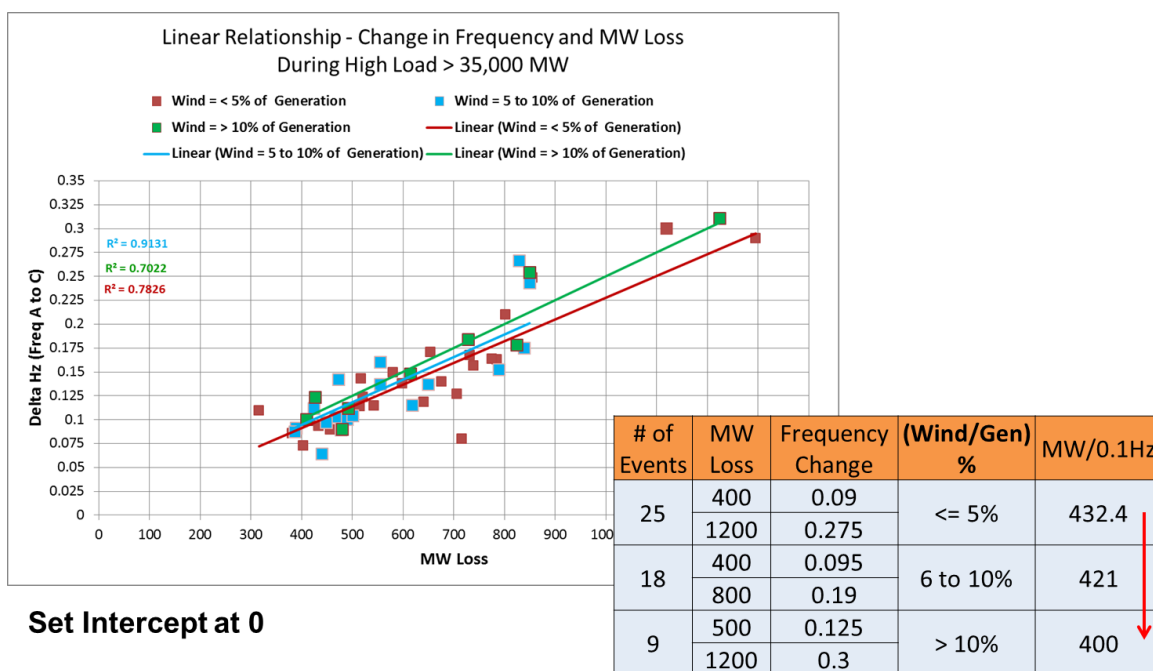 Linear Relationship - Change in Frequency and MW Loss
During High Load > 35,000 MW
Wind = < 5% of Generation
Wind = 5 to 10% of Generation
Wind = > 10% of Generation
Linear (Wind = < 5% of Generation)
Linear (Wind = 5 to 10% of Generation)
Linear (Wind = > 10% of Generation)
Delta Hz (Freq A to C)
0.35
0.325
0.3
0.275
0.25
0.225
0.2
0.175
0.15
0.125
0.1
0.075
0.05
0.025
0
R² = 0.9131
R² = 0.7022
R² = 0.7826
0 100 200 300 400 500 600 700 800 900
MW Loss
# of Events MW Loss Frequency Change (Wind/Gen) % MW/0.1Hz
25 400 0.09 <= 5% 432.4
1200 0.275
18 400 0.095 6 to 10% 421
800 0.19
9 500 0.125 > 10% 400
1200 0.3
Set Intercept at 0